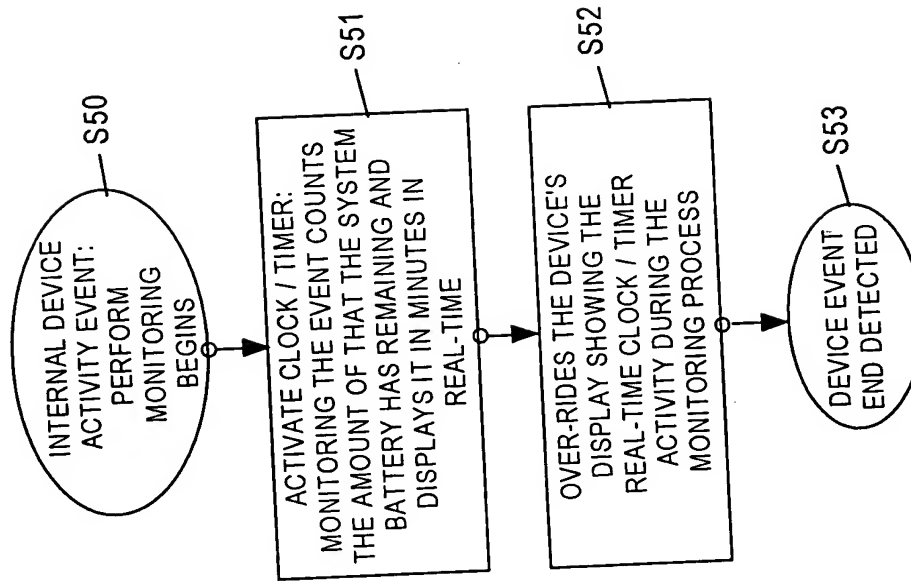 INTERNAL DEVICE
ACTIVITY EVENT:
PERFORM
MONITORING
BEGINS
S50
ACTIVATE CLOCK / TIMER:
MONITORING THE EVENT COUNTS
THE AMOUNT OF THAT THE SYSTEM
BATTERY HAS REMAINING AND
DISPLAYS IT IN MINUTES IN
REAL-TIME
S51
OVER-RIDES THE DEVICE'S
DISPLAY SHOWING THE
REAL-TIME CLOCK / TIMER
ACTIVITY DURING THE
MONITORING PROCESS
S52
DEVICE EVENT
END DETECTED
S53